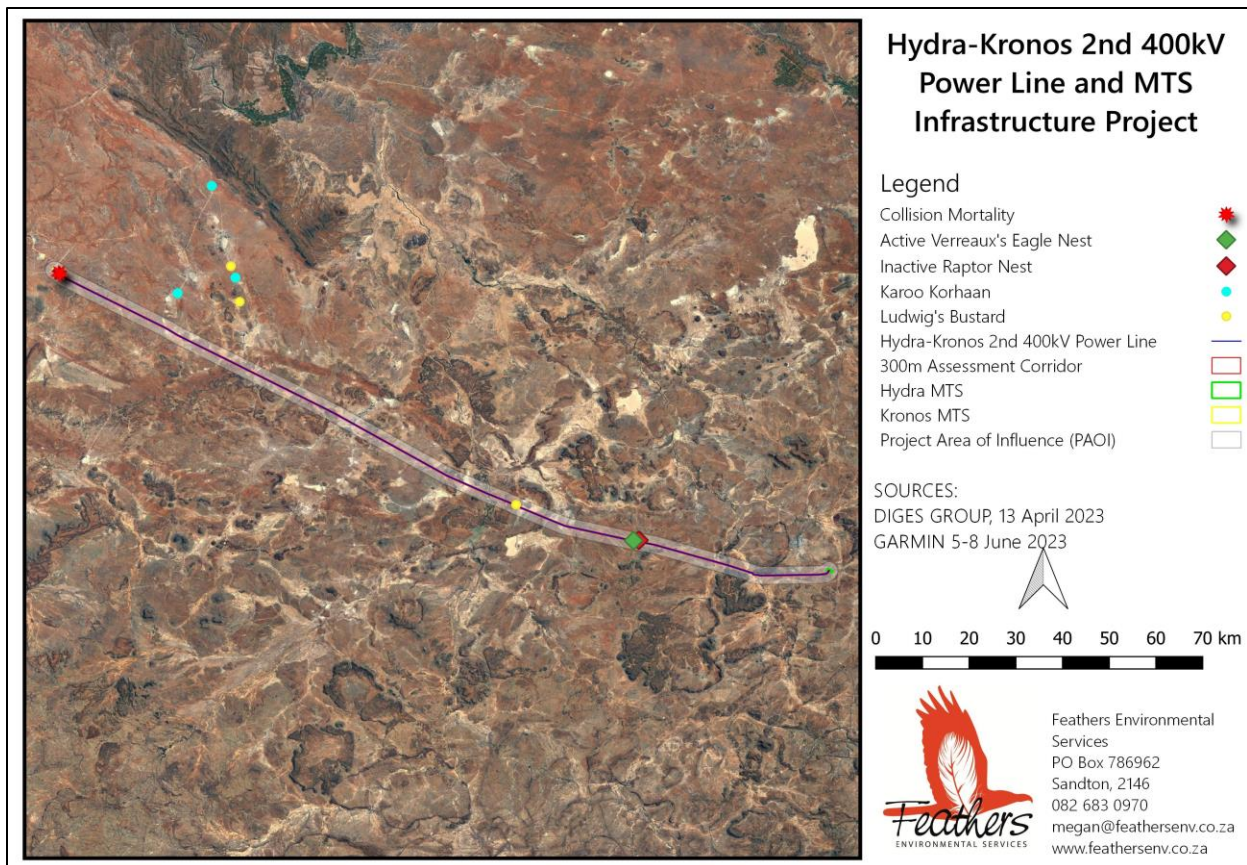 Hydra-Kronos 2nd 400kV
Power Line and MTS
Infrastructure Project
Legend
Collision Mortality
Active Verreaux's Eagle Nest
Inactive Raptor Nest
Karoo Korhaan
Ludwig's Bustard
Hydra-Kronos 2nd 400kV Power Line
300m Assessment Corridor
Hydra MTS
Kronos MTS
Project Area of Influence (PAOI)
SOURCES:
DIGES GROUP, 13 April 2023
GARMIN 5-8 June 2023
0 10 20 30 40 50 60 70 km
Feathers
ENVIRONMENTAL SERVICES
Feathers Environmental
Services
PO Box 786962
Sandton, 2146
082 683 0970
megan@feathersenv.co.za
www.feathersenv.co.za